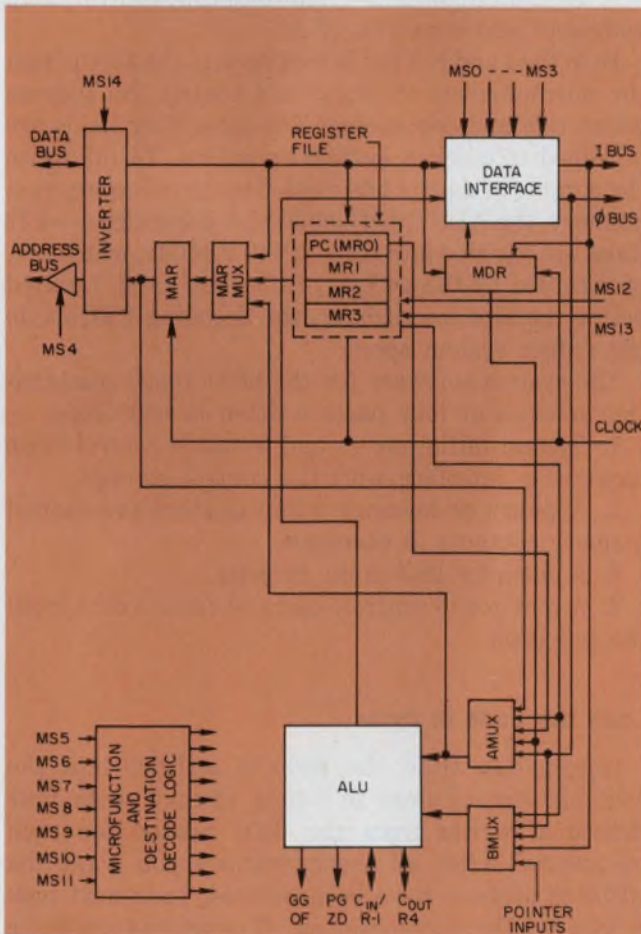 MS14
DATA
BUS
ADDRESS
BUS
MS4
INVERTER
MAR
MAR
MUX
REGISTER
FILE
PC (MRO)
MR1
MR2
MR3
MSO ---- MS3
DATA
INTERFACE
I BUS
Ø BUS
MDR
MS12
MS13
CLOCK
MS5
MS6
MS7
MS8
MS9
MS10
MS11
MICROFUNCTION
AND
DESTINATION
DECODE LOGIC
ALU
AMUX
BMUX
GG
OF
PG
ZD
CIN/
R-1
COUT
R4
POINTER
INPUTS